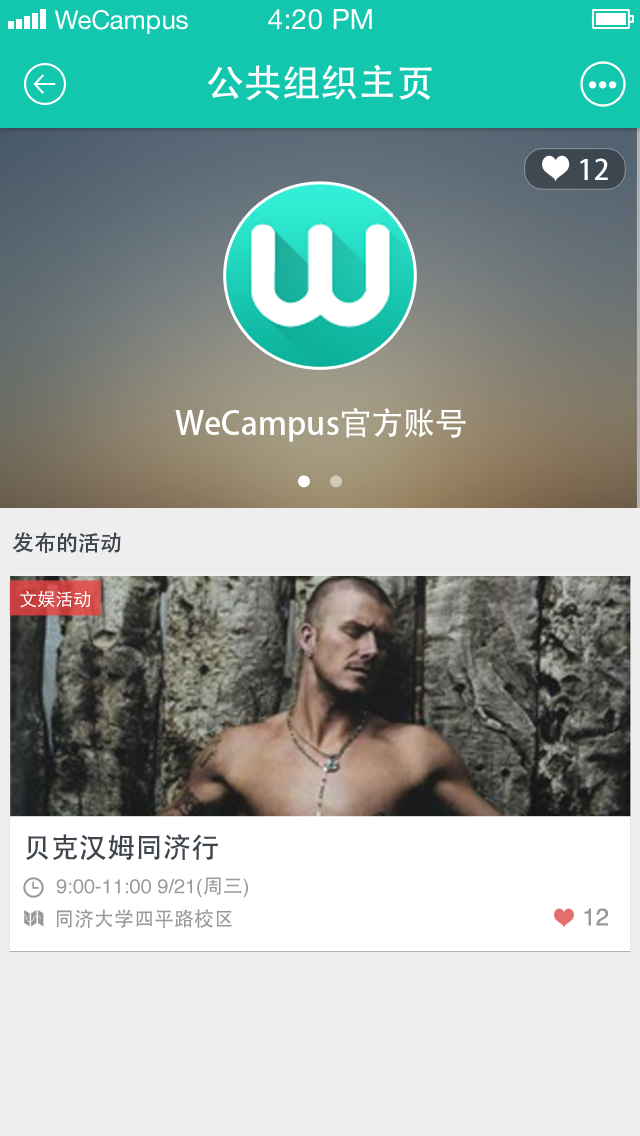 WeCampus 4:20 PM
公共组织主页
12
WeCampus官方账号
发布的活动
文娱活动
贝克汉姆同济行
9:00-11:00 9/21(周三)
同济大学四平路校区
12